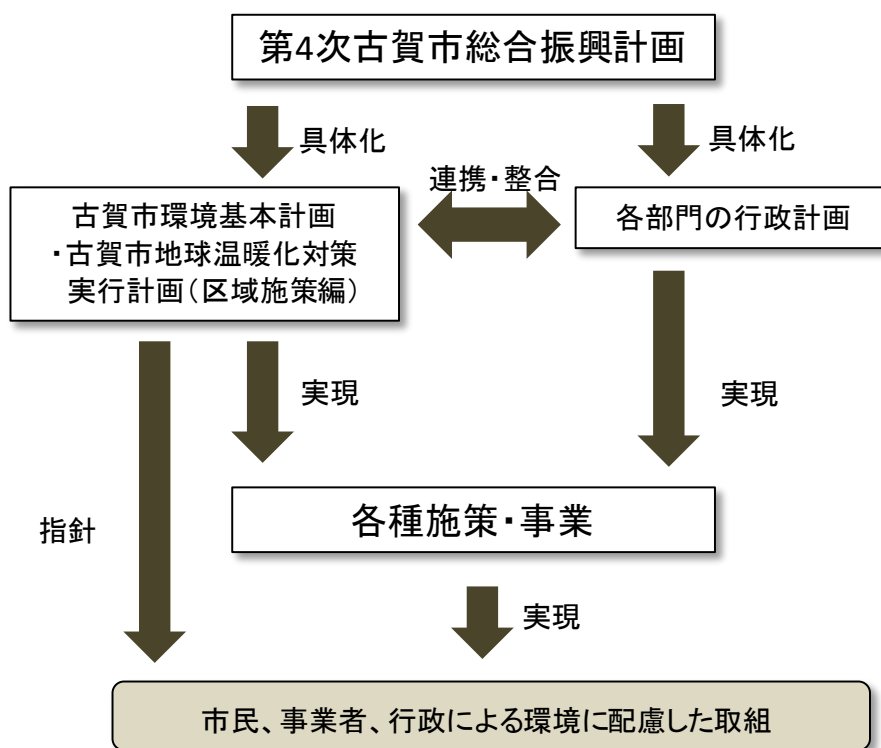 第4次古賀市総合振興計画
具体化
具体化
連携・整合
古賀市環境基本計画
・古賀市地球温暖化対策
実行計画（区域施策編）
各部門の行政計画
実現
実現
指針
各種施策・事業
実現
市民、事業者、行政による環境に配慮した取組